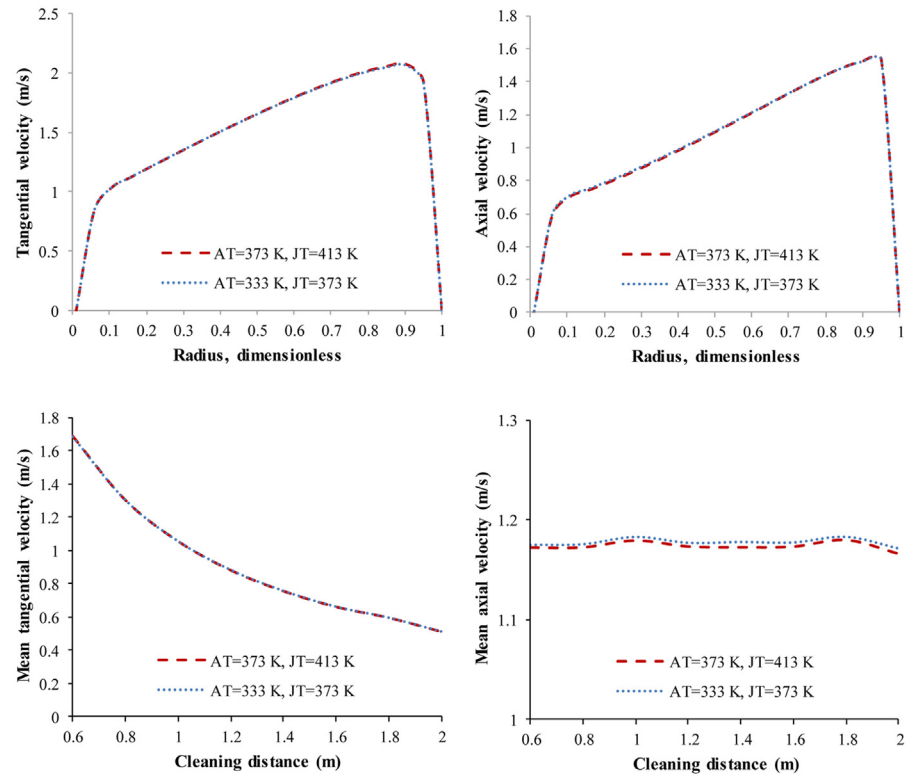 2.5
2
1.5
1
0.5
0
Tangential velocity (m/s)
AT=373 K, JT=413 K
AT=333 K, JT=373 K
0 0.1 0.2 0.3 0.4 0.5 0.6 0.7 0.8 0.9 1
Radius, dimensionless
1.8
1.6
1.4
1.2
1
0.8
0.6
0.4
0.2
0
Axial velocity (m/s)
AT=373 K, JT=413 K
AT=333 K, JT=373 K
0 0.1 0.2 0.3 0.4 0.5 0.6 0.7 0.8 0.9 1
Radius, dimensionless
1.8
1.6
1.4
1.2
1
0.8
0.6
0.4
0.2
0
Mean tangential velocity (m/s)
AT=373 K, JT=413 K
AT=333 K, JT=373 K
0.6 0.8 1 1.2 1.4 1.6 1.8 2
Cleaning distance (m)
1.3
1.2
1.1
1
Mean axial velocity (m/s)
AT=373 K, JT=413 K
AT=333 K, JT=373 K
0.6 0.8 1 1.2 1.4 1.6 1.8 2
Cleaning distance (m)